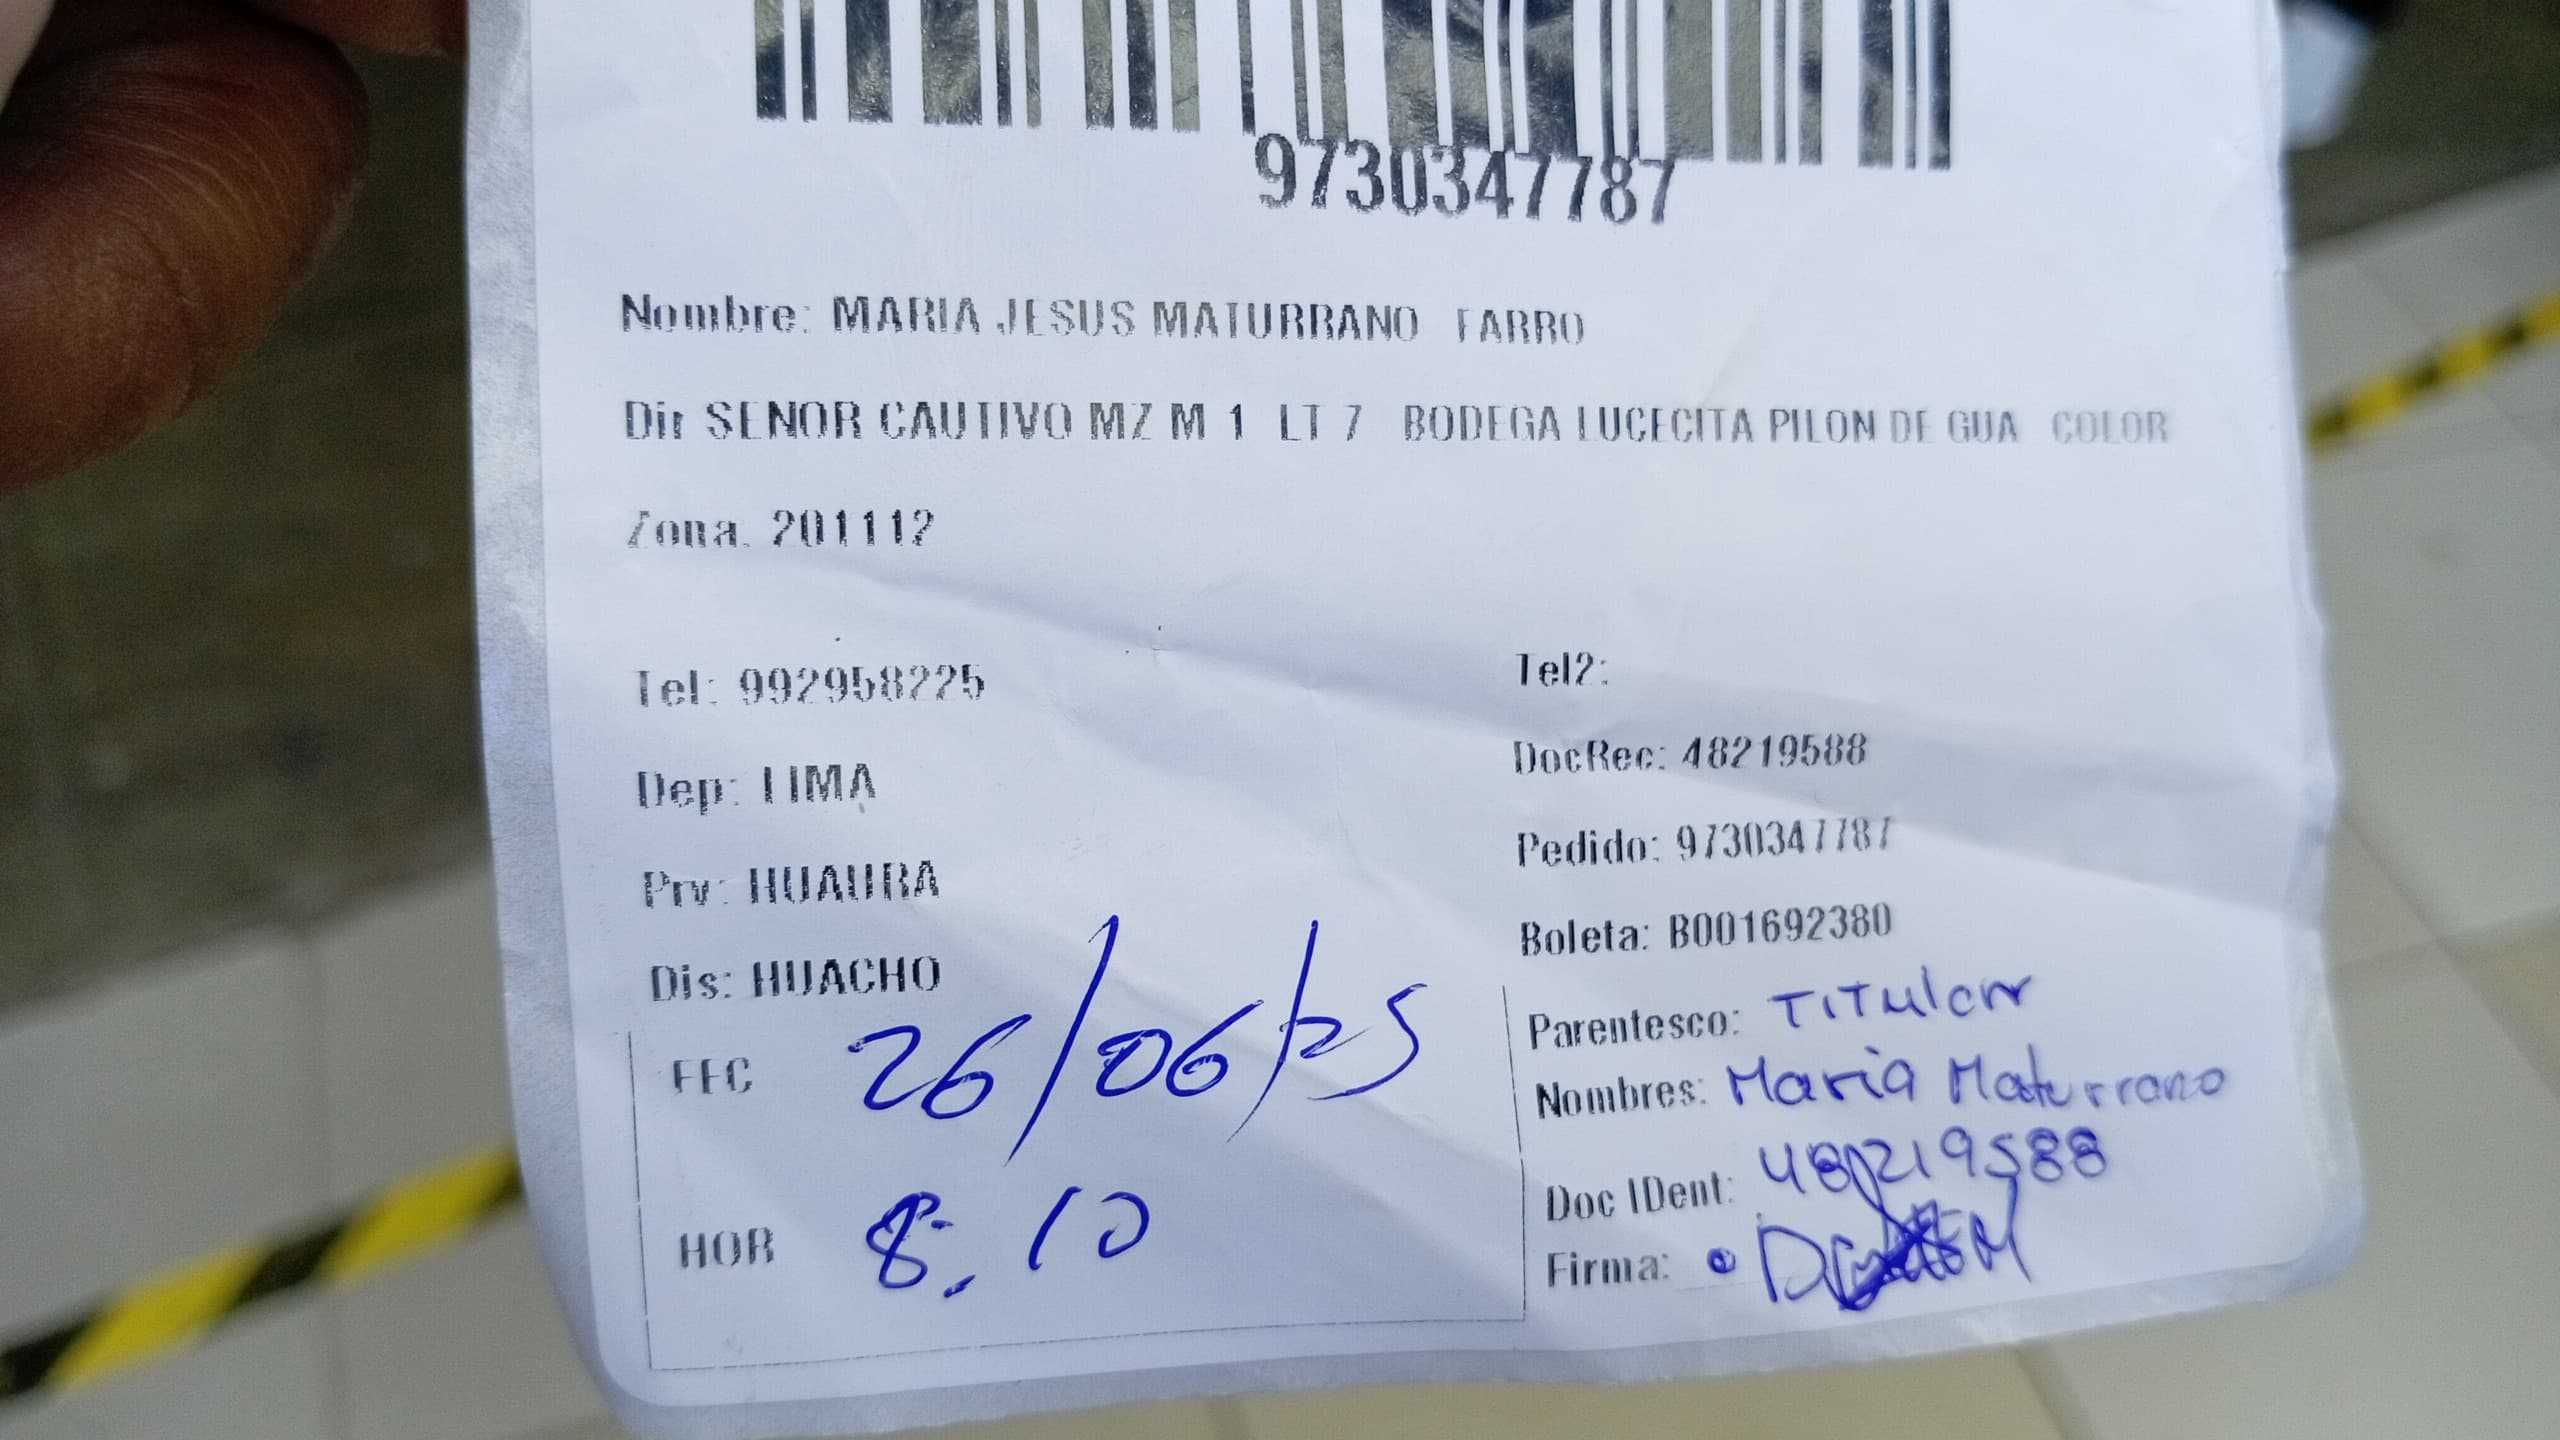 9730347787
Nombre: MARIA JESUS MATURRANO FARRO
Dir SENOR CAUTIVO MZ M 1 LT 7 BODEGA LUCECITA PILON DE GUA COLOR
Zona. 201112
Tel: 992958225
Tel2:
DocRec: 48219588
Dep: LIMA
Pedido: 9730347787
Prv: HUAURA
Boleta: B001692380
Dis: HUACHO
Parentesco: TITular
FEC 26/06/25
Nombres: Maria Maturrano
Doc IDent: 48219588
HOR 8:10
Firma: